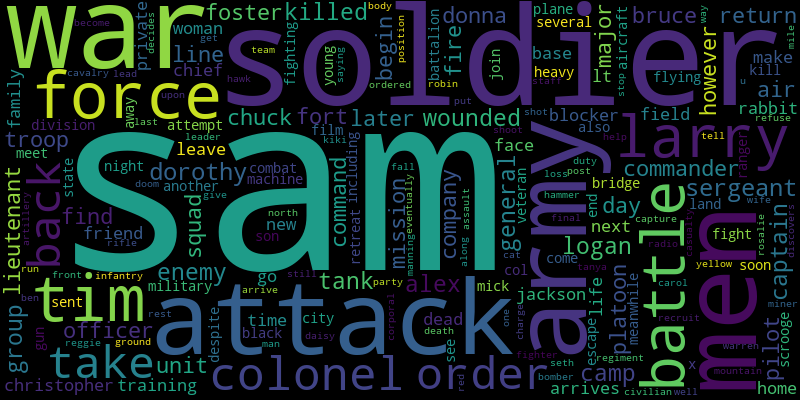 war
soldier
force
sam
attack
army
men
battle
tim
take
back
larry
colonel
order
foster
killed
private
woman
line
chief
family
troop
division
meet
lieutenant
group
away
last
attempt
leave
dorothy
night
another
state
find
friend
squad
enemy
go
military
front
infantry
run
ben
sent
gun
reggie
ground
officer
rest
despite
time
city
black
man
unit
christopher
training
chuck
fort
later
film
kiki
combat
machine
doom
give
new
north
son
still
tank
party
arrive
daisy
see
dead
death
corporal
command
retreat
including
mission
manning
eventually
fall
alex
mick
wounded
company
general
along
assault
begin
young
fighting
body
position
team
hawk
saying
ordered
robin
upon
become
decides
cavalry
lead
get
leader
rifle
donna
battalion
fire
join
put
plane
several
base
heavy
lt
major
aircraft
bruce
return
however
way
mile
make
kill
flying
air
stop
u
start
shot
blocker
rabbit
field
refuse
also
shoot
help
tell
face
ranger
commander
sergeant
duty
post
loss
veteran
hammer
bridge
day
land
wife
end
final
capture
captain
discovers
next
logan
fight
rosalie
casualty
radio
yellow
soon
cat
col
come
tanya
carol
miner
jackson
life
platoon
meanwhile
recruit
pilot
scrooge
one
charge
escape
warren
x
mountain
fighter
regiment
red
bomber
seth
camp
arrives
civilian
well
home